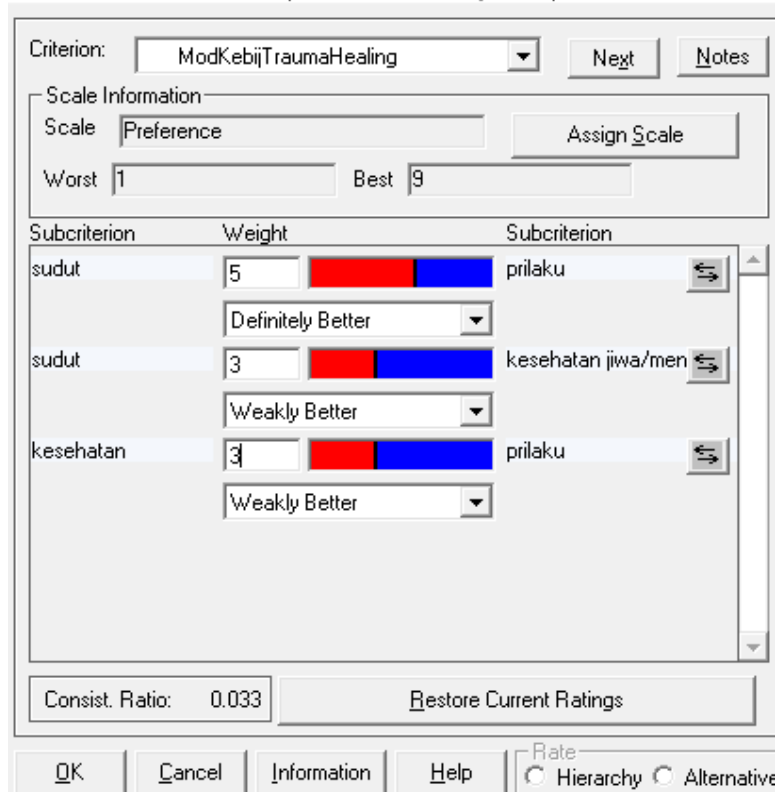 Criterion: ModKebijTraumaHealing Next Notes
Scale Information
Scale Preference Assign Scale
Worst 1 Best 9
Subcriterion Weight Subcriterion
sudut 5 prilaku
Definitely Better
sudut 3 kesehatan jiwa/men
Weakly Better
kesehatan 3 prilaku
Weakly Better
Consist. Ratio: 0.033 Restore Current Ratings
Rate
OK Cancel Information Help Hierarchy Alternative